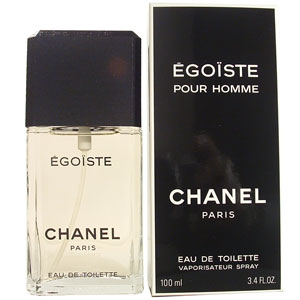 ÉGOÏSTE
CHANEL
PARIS
EAU DE TOILETTE
ÉGOÏSTE
POUR HOMME
CHANEL
PARIS
EAU DE TOILETTE
VAPORISATEUR SPRAY
100 ml 3.4 FL.OZ.